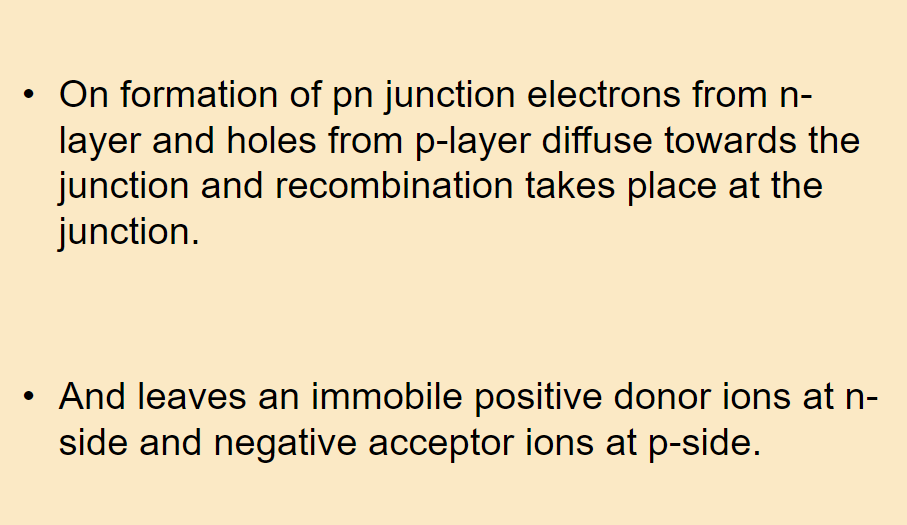 • On formation of pn junction electrons from n-
layer and holes from p-layer diffuse towards the
junction and recombination takes place at the
junction.
• And leaves an immobile positive donor ions at n-
side and negative acceptor ions at p-side.